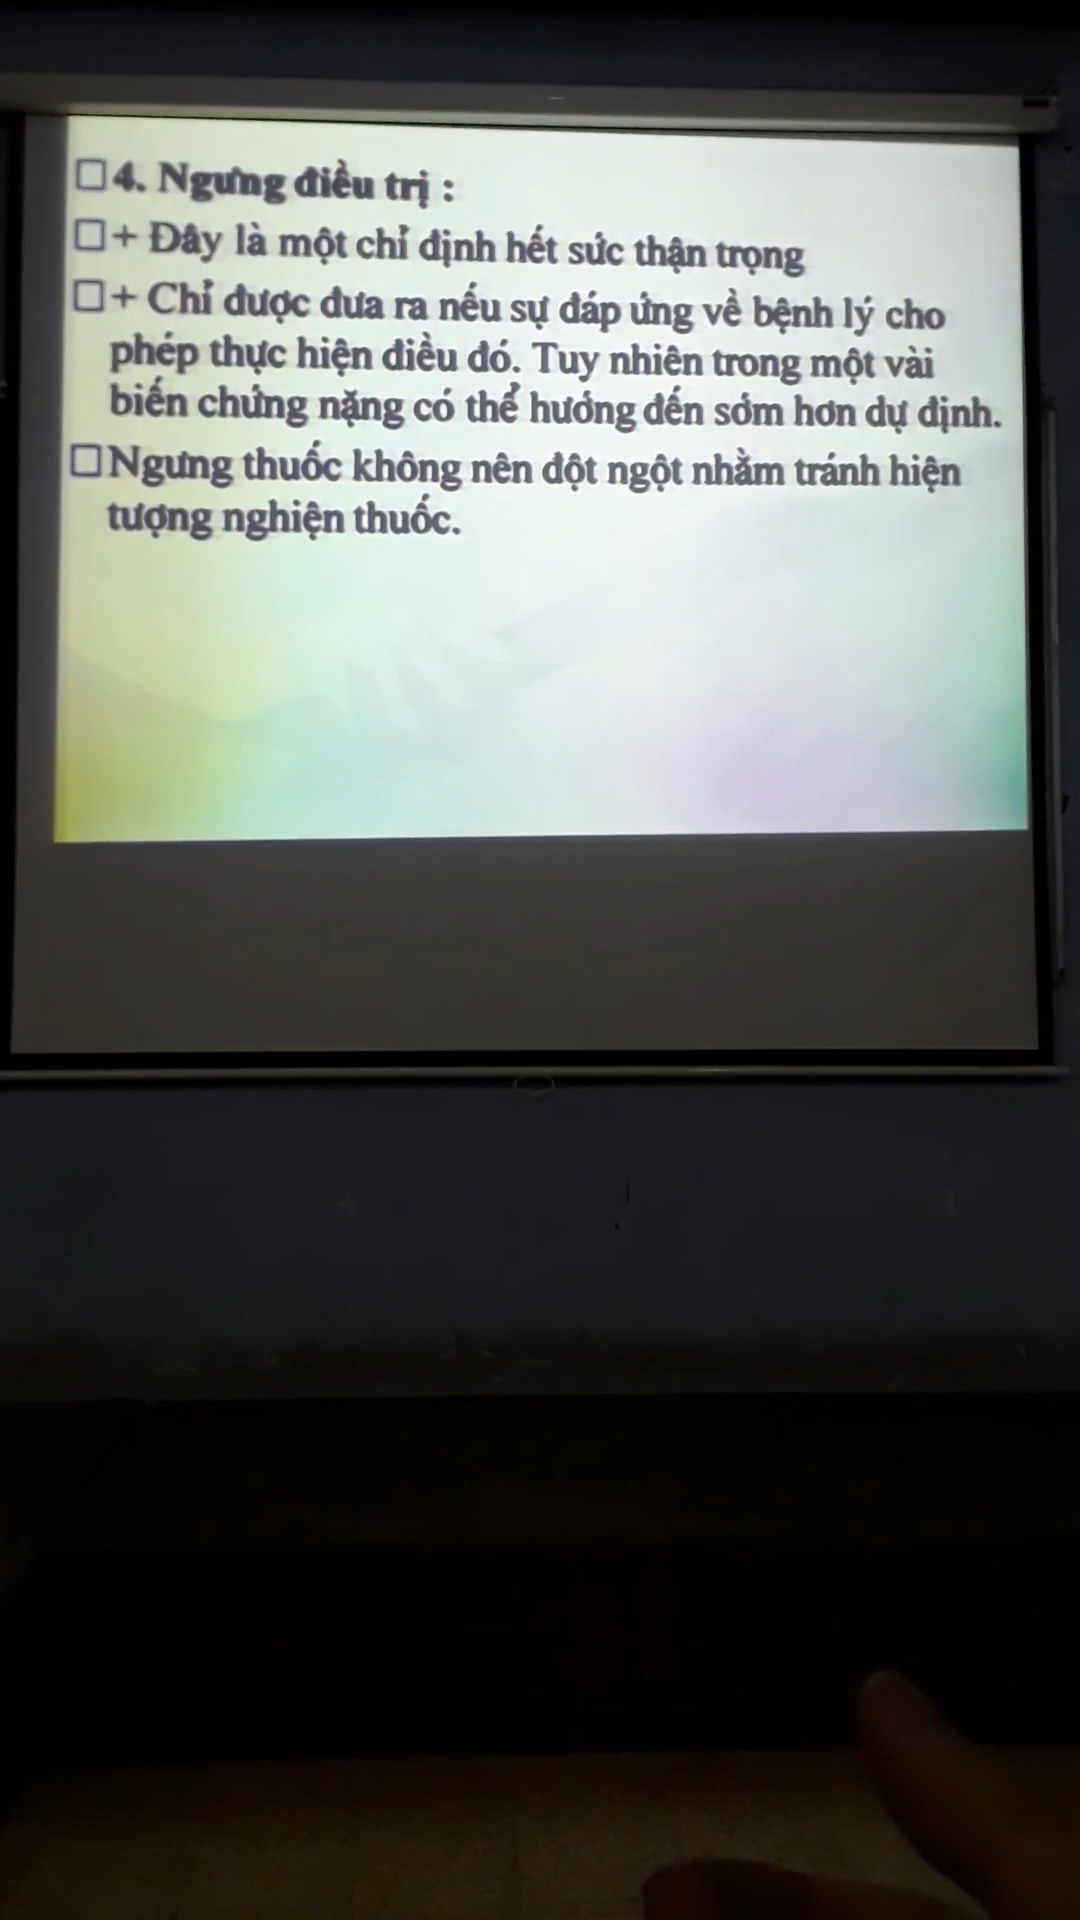 □4. Ngưng điều trị :
□+ Đây là một chỉ định hết sức thận trọng
□+ Chỉ được đưa ra nếu sự đáp ứng về bệnh lý cho
phép thực hiện điều đó. Tuy nhiên trong một vài
biến chứng nặng có thể hướng đến sớm hơn dự định.
□Ngưng thuốc không nên đột ngột nhằm tránh hiện
tượng nghiện thuốc.